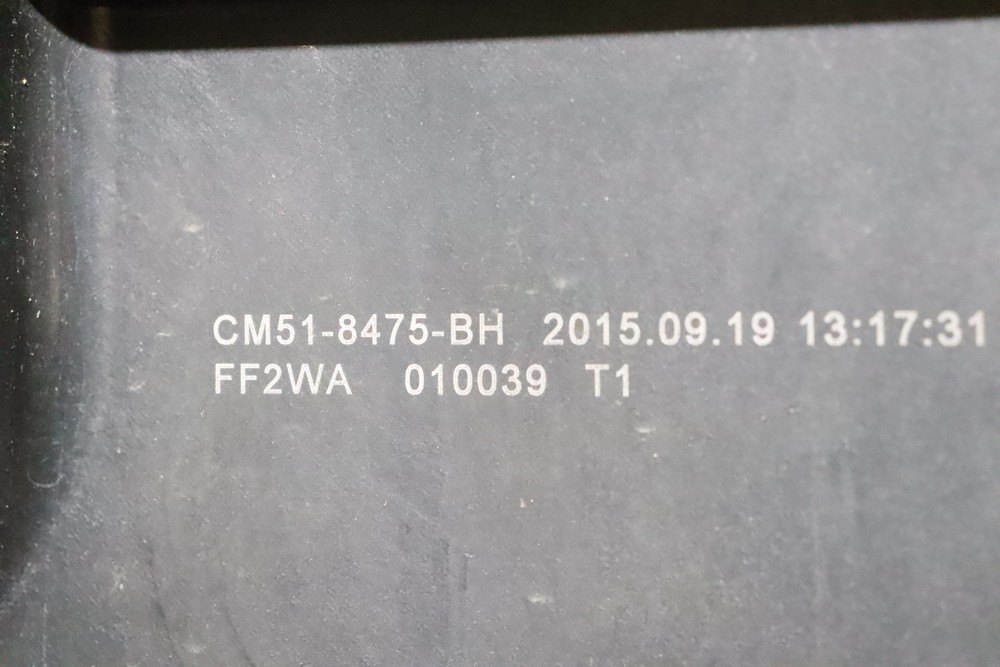 CM51-8475-BH 2015.09.19 13:17:31
FF2WA 010039 T1